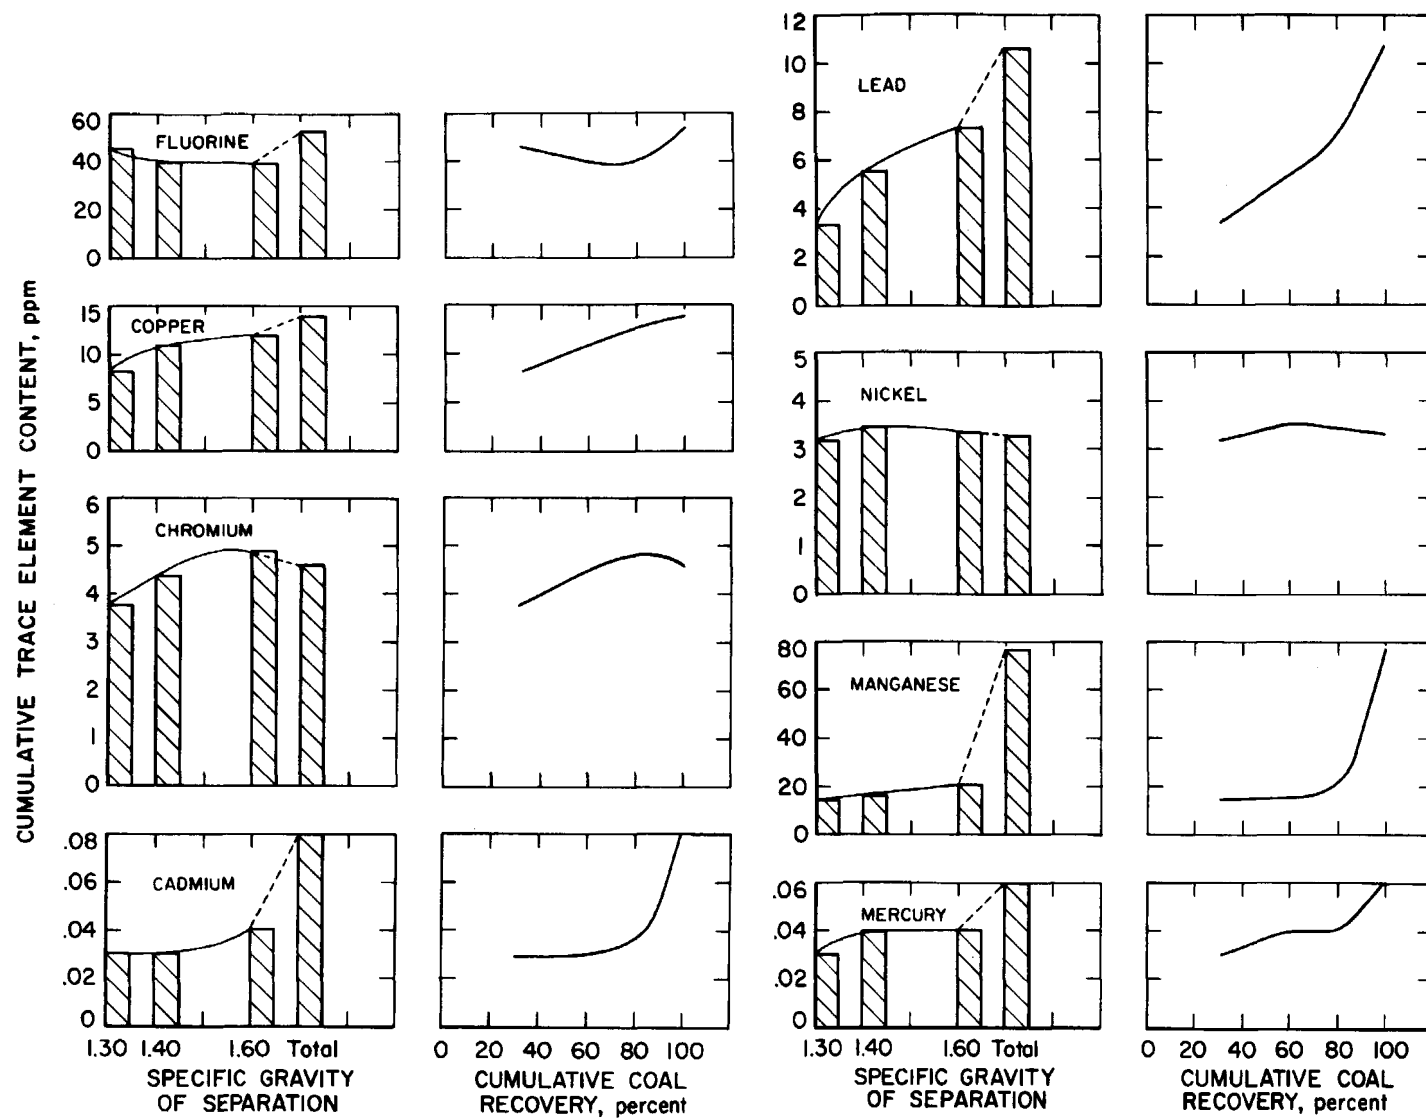 CUMULATIVE TRACE ELEMENT CONTENT, ppm
60
40
20
0
FLUORINE
15
10
5
0
COPPER
6
5
4
3
2
1
0
CHROMIUM
.08
.06
.04
.02
0
CADMIUM
1.30 1.40 1.60 Total
SPECIFIC GRAVITY
OF SEPARATION
0 20 40 60 80 100
CUMULATIVE COAL
RECOVERY, percent
12
10
8
6
4
2
0
LEAD
5
4
3
2
1
0
NICKEL
80
60
40
20
0
MANGANESE
.06
.04
.02
0
MERCURY
1.30 1.40 1.60 Total
SPECIFIC GRAVITY
OF SEPARATION
0 20 40 60 80 100
CUMULATIVE COAL
RECOVERY, percent